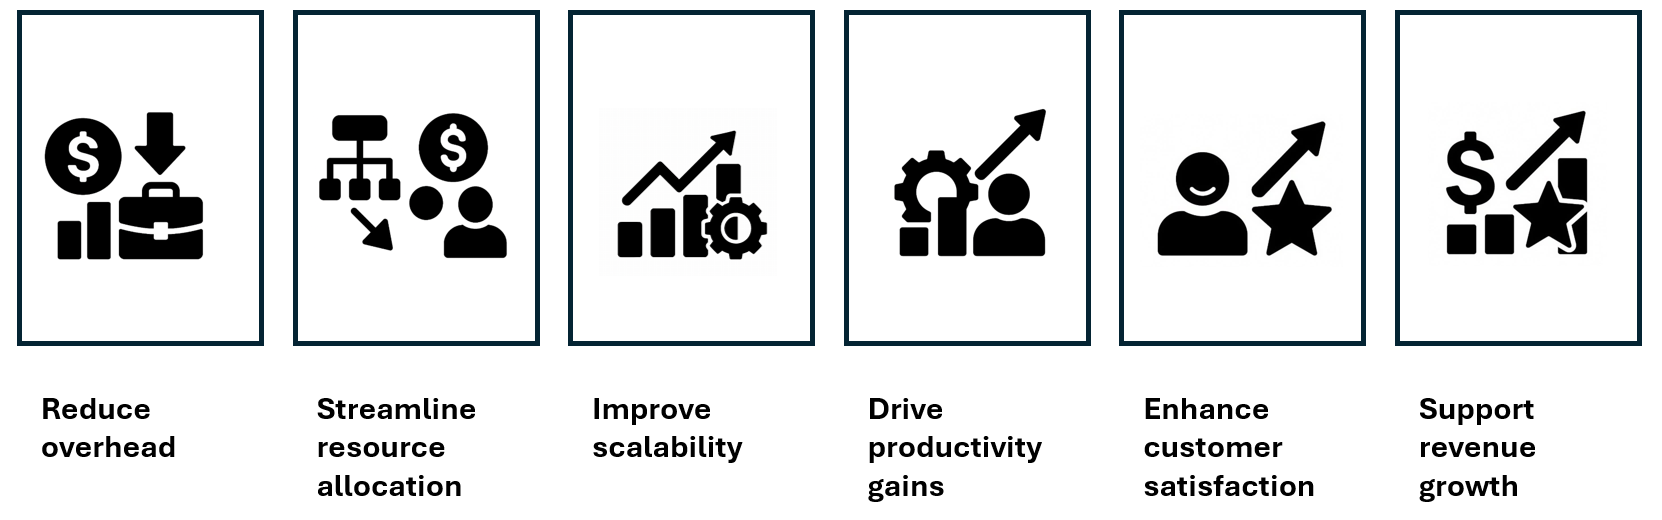 $
$
$
Reduce
overhead
Streamline
resource
allocation
Improve
scalability
Drive
productivity
gains
Enhance
customer
satisfaction
Support
revenue
growth